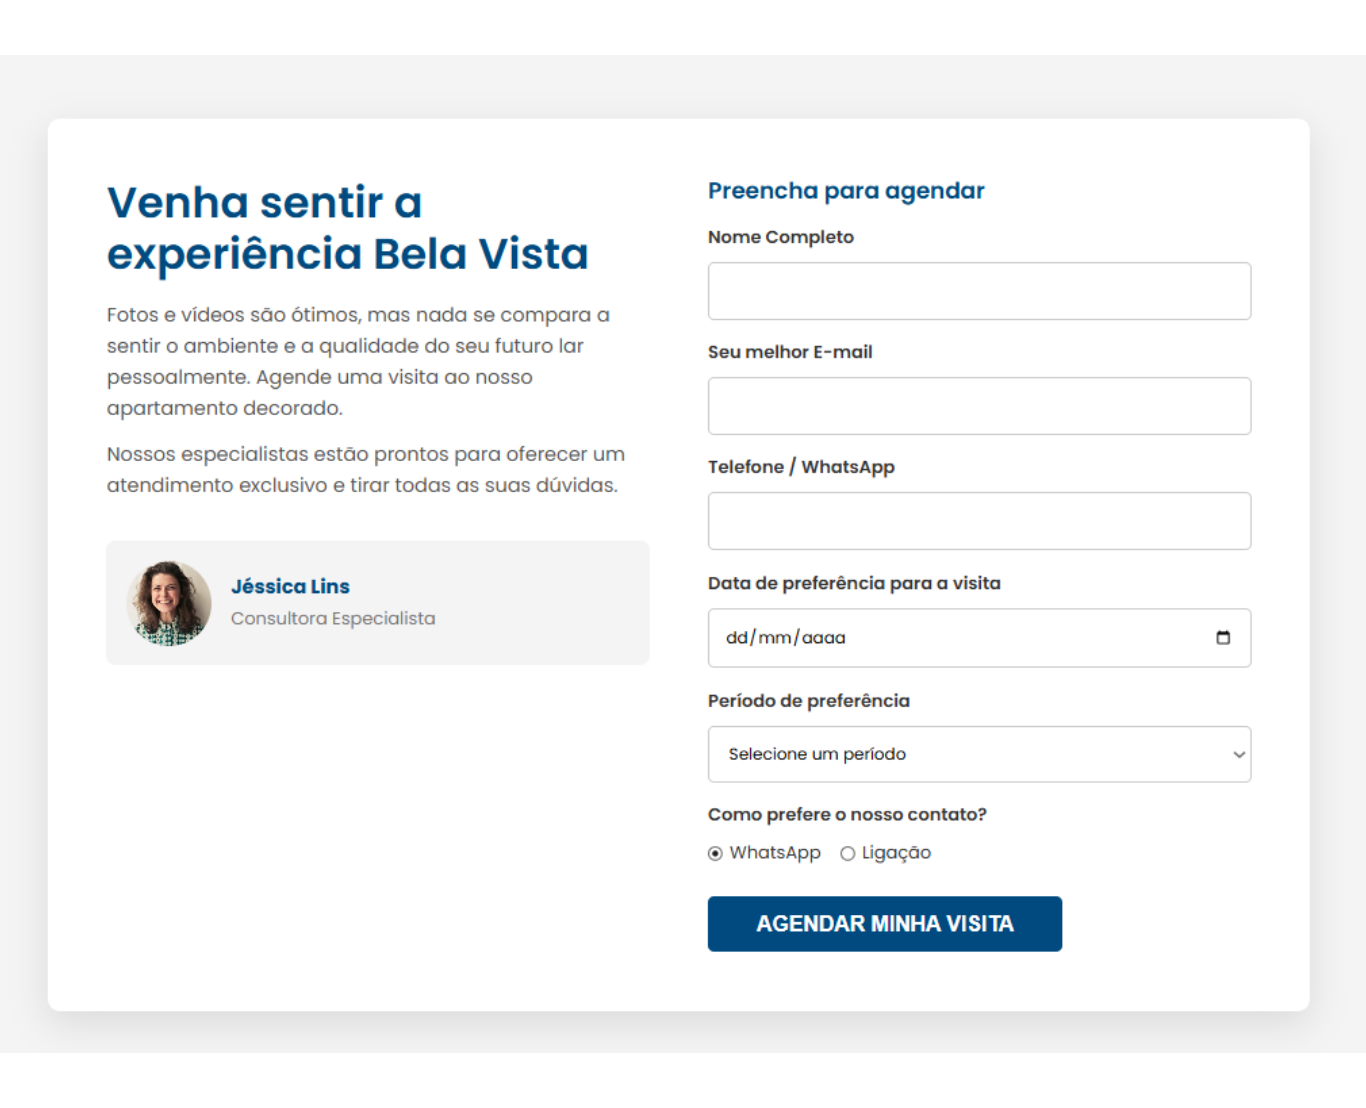 Venha sentir a
experiência Bela Vista
Fotos e vídeos são ótimos, mas nada se compara a
sentir o ambiente e a qualidade do seu futuro lar
pessoalmente. Agende uma visita ao nosso
apartamento decorado.
Nossos especialistas estão prontos para oferecer um
atendimento exclusivo e tirar todas as suas dúvidas.
Jéssica Lins
Consultora Especialista
Preencha para agendar
Nome Completo
Seu melhor E-mail
Telefone / WhatsApp
Data de preferência para a visita
dd/mm/aaaa
Período de preferência
Selecione um período
Como prefere o nosso contato?
WhatsApp Ligação
AGENDAR MINHA VISITA